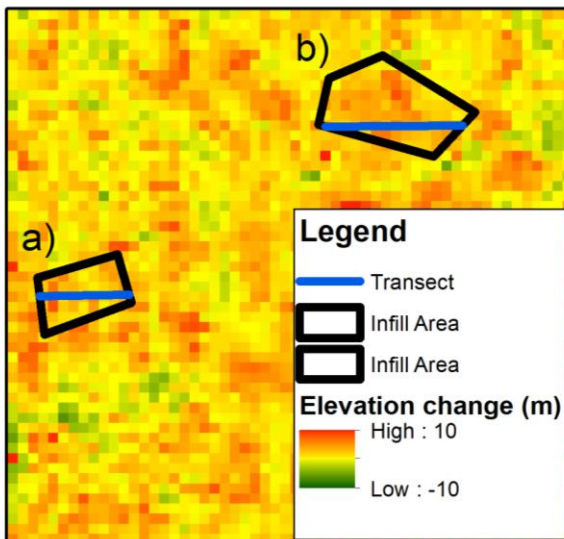 b)
a)
Legend
Transect
Infill Area
Infill Area
Elevation change (m)
High : 10
Low : -10